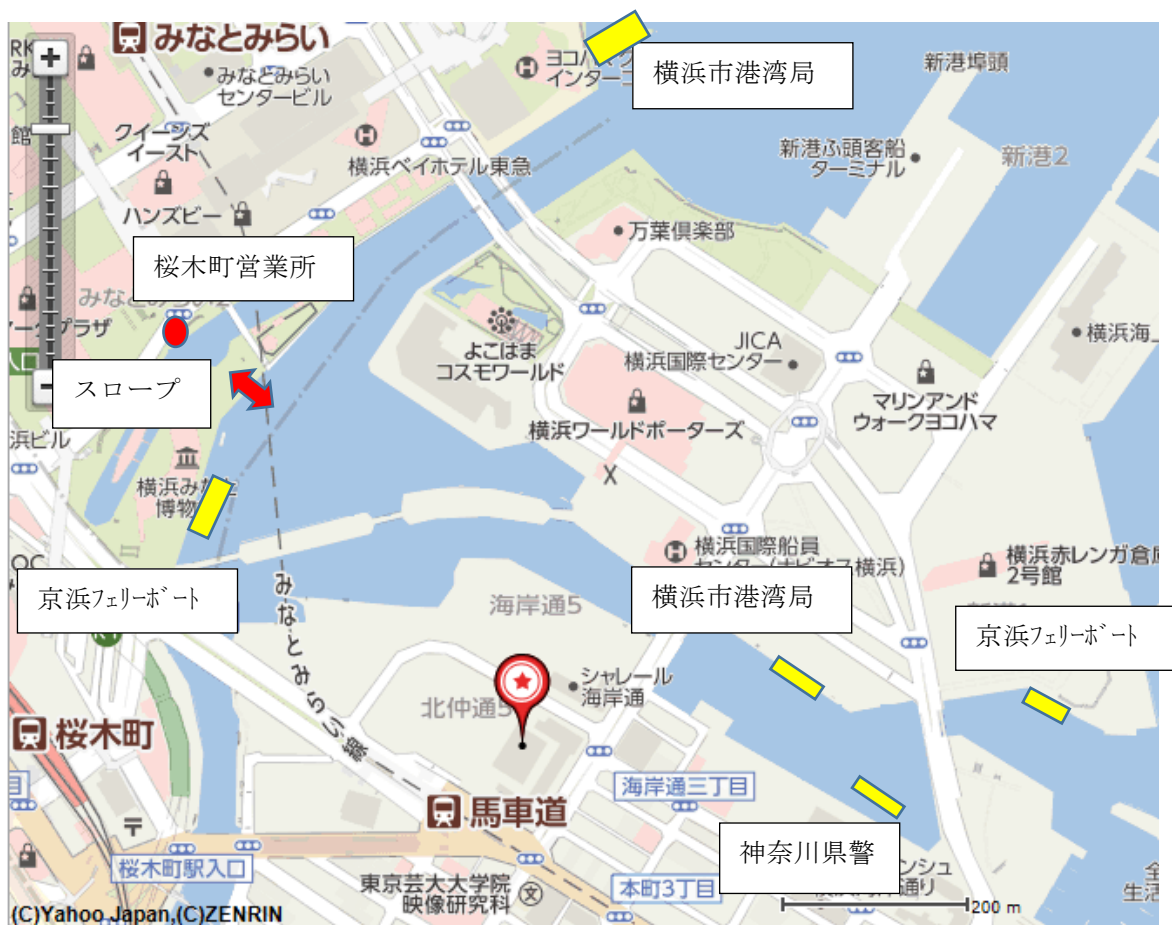 みなとみらい
横浜市港湾局
新港埠頭
みなとみらい
センタービル
クイーンズ
イースト
横浜ベイホテル東急
新港ふ頭客船
ターミナル
新港2
ハンズビー
万葉倶楽部
桜木町営業所
よこはま
コスモワールド
JICA
横浜国際センター
マリンアンド
ウォークヨコハマ
スロープ
横浜ワールドポーターズ
浜ビル
横浜国際船員
京浜フェリーボート
海岸通5
横浜市港湾局
横浜赤レンガ倉庫
2号館
京浜フェリーボート
みなとみらい線
シャレール
海岸通
北仲通5
桜木町
馬車道
海岸通三丁目
神奈川県警
桜木町駅入口
東京芸大大学院
映像研究科
本町3丁目
(C)Yahoo Japan,(C)ZENRIN
200 m